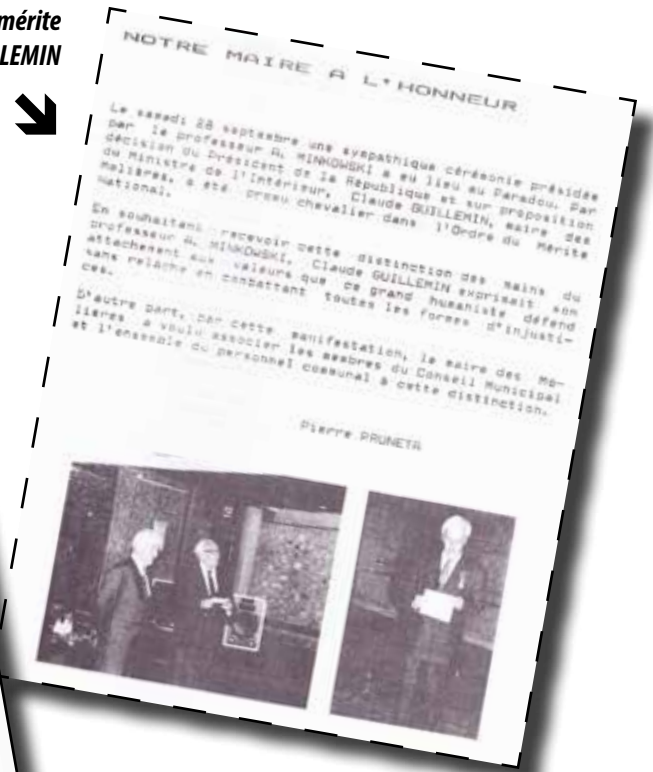 mérite
LEMIN
NOTRE MAIRE A L'HONNEUR
Le samedi 28 septembre une sympathique cérémonie présidée
par le professeur A. MINKOWSKI a eu lieu au Paradou. Par
décision du Président de la République et sur proposition
du Ministre de l'Intérieur, Claude GUILLEMIN, maire des
Molières, a été promu chevalier dans l'Ordre du Mérite
National.
En souhaitant recevoir cette distinction des mains du
professeur A. MINKOWSKI, Claude GUILLEMIN exprimait son
attachement aux valeurs que ce grand humaniste défend
sans relâche en combattant toutes les formes d'injusti-
ces.
D'autre part, par cette manifestation, le maire des Mo-
lières a voulu associer les membres du Conseil Municipal
et l'ensemble du personnel communal à cette distinction.
Pierre PRUNETA